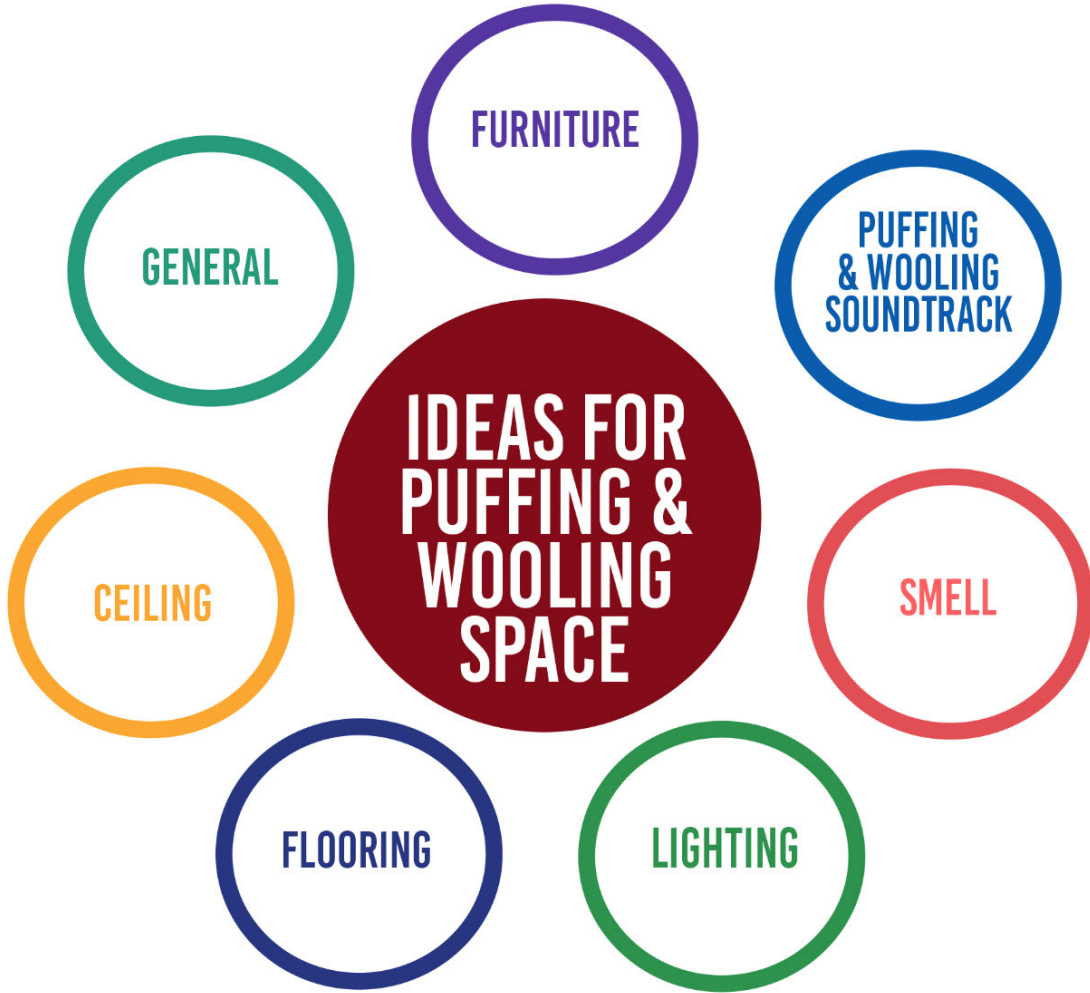 FURNITURE
GENERAL
PUFFING
& WOOLING
SOUNDTRACK
IDEAS FOR
PUFFING &
WOOLING
SPACE
CEILING
SMELL
FLOORING
LIGHTING